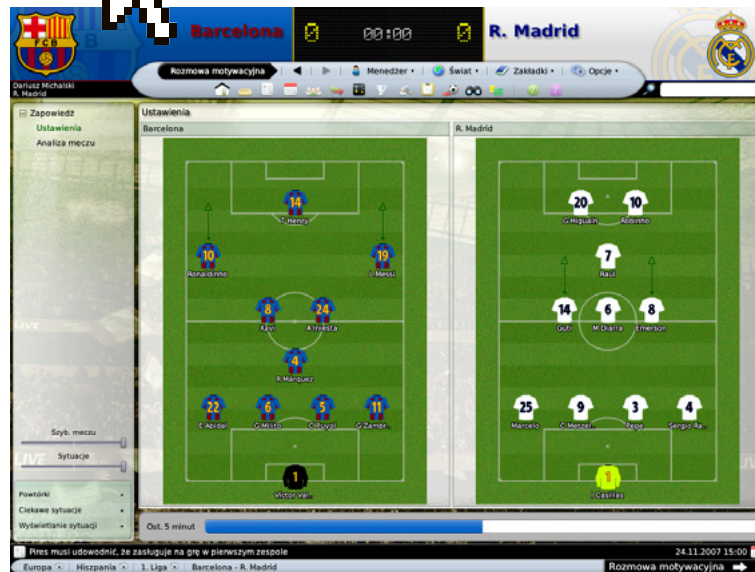 FCB
Barcelona
0
00:00
0
R. Madrid
Dariusz Michalski
R. Madrid
Rozmowa motywacyjna
Menedżer
Świat
Zakładki
Opcje
Zapowiedź
Ustawienia
Analiza meczu
Szyb. meczu
Sytuacje
Powtórki
Ciekawe sytuacje
Wyświetlanie sytuacji
Ustawienia
Barcelona
14
T.Henry
10
Ronaldinho
19
L.Messi
8
Xavi
24
A.Iniesta
4
R.Márquez
22
E.Abidal
6
G.Milito
5
C.Puyol
11
G.Zambr...
1
Víctor Val...
R. Madrid
20
G.Higuaín
10
Robinho
7
Raúl
14
Guti
6
M.Diarra
8
Emerson
25
Marcelo
9
C.Metzel...
3
Pepe
4
Sergio Ra...
1
I.Casillas
Ost. 5 minut
Pires musi udowodnić, że zasługuje na grę w pierwszym zespole
24.11.2007 15:00
Europa
Hiszpania
1. Liga
Barcelona - R. Madrid
Rozmowa motywacyjna